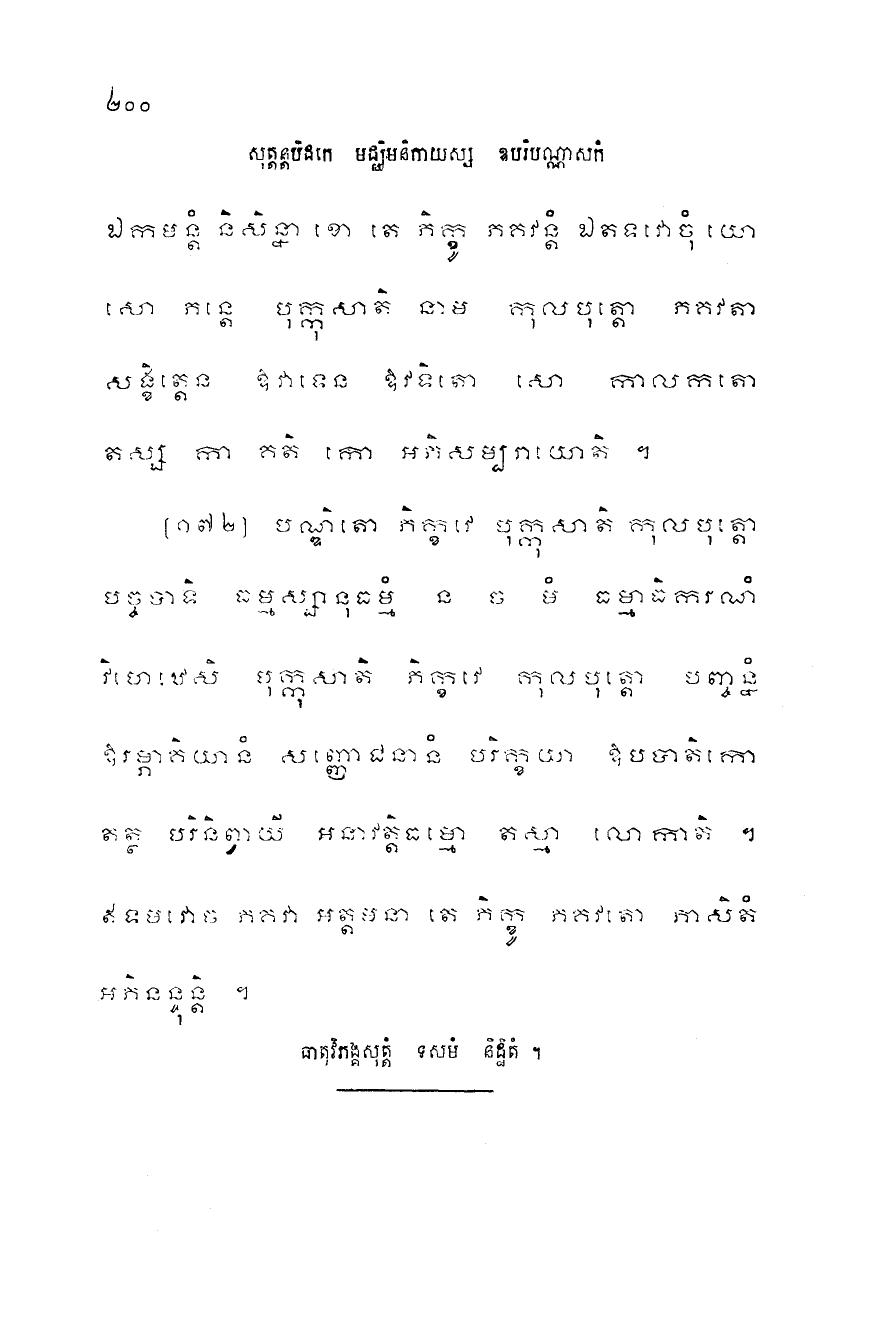 ២០០
សុត្តន្តបិដកេ មជ្ឈិមនិកាយស្ស ឧបរិបណ្ណាសកំ
ឯកមន្តំ និសិន្នា ខោ តេ ភិក្ខូ ភគវន្តំ ឯតទវោចុំ យោ
សោ ភន្តេ បុក្កុសាតិ នាម កុលបុត្តោ ភគវតា
សង្ខិត្តេន ឱវាទេន ឱវទិតោ សោ កាលកតោ
តស្ស កា គតិ កោ អភិសម្បរាយោតិ ។
[១៧២] បណ្ឌិតោ ភិក្ខវេ បុក្កុសាតិ កុលបុត្តោ
បច្ចបាទិ ធម្មស្សានុធម្មំ ន ច មំ ធម្មាធិករណំ
វិហេឋេសិ បុក្កុសាតិ ភិក្ខវេ កុលបុត្តោ បញ្ចន្នំ
ឱរម្ភាគិយានំ សញ្ញោជនានំ បរិក្ខយា ឱបបាតិកោ
តត្ថ បរិនិព្វាយី អនាវត្តិធម្មោ តស្មា លោកាតិ ។
ឥទមវោច ភគវា អត្តមនា តេ ភិក្ខូ ភគវតោ ភាសិតំ
អភិនន្ទុន្តិ ។
ធាតុវិភង្គសុត្តំ ទសមំ និដ្ឋិតំ ។